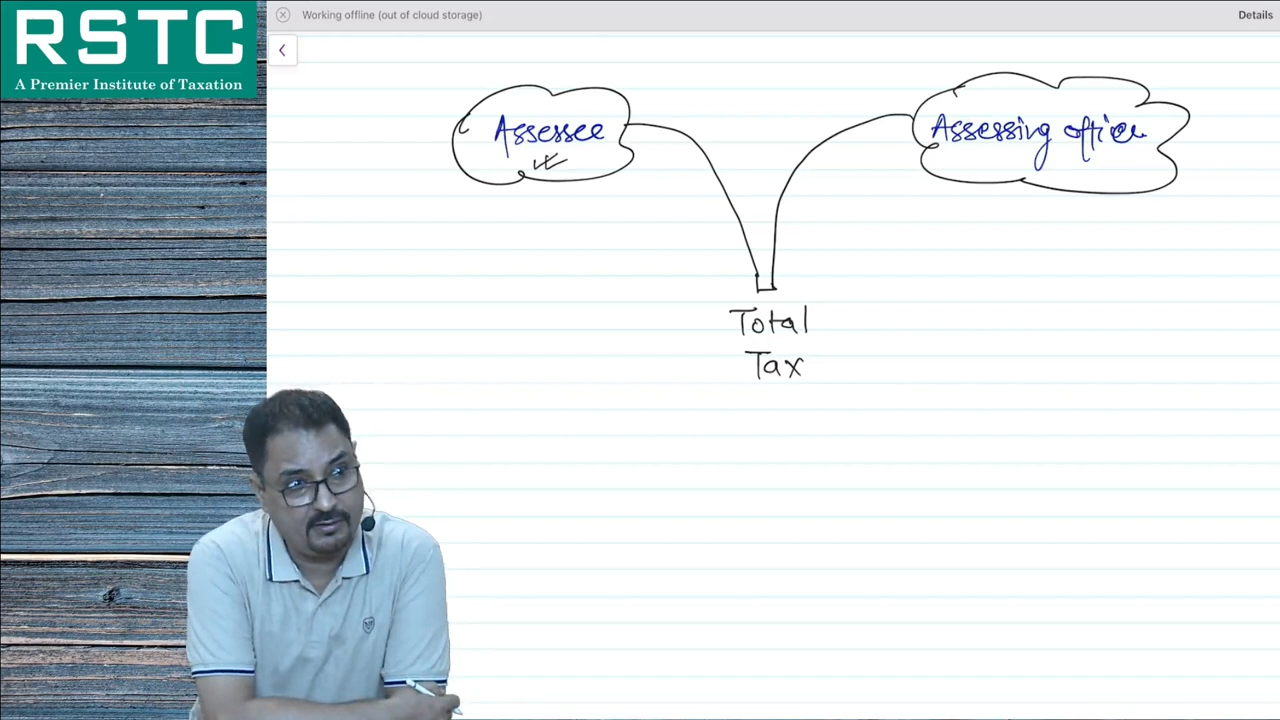 RSTC
A Premier Institute of Taxation
Working offline (out of cloud storage)
Details
Assessee
Assessing officer
Total
Tax